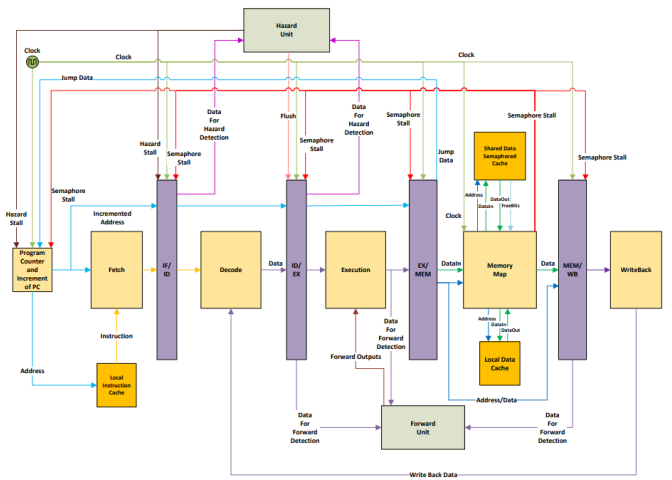 Hazard
Unit
Clock
Clock
Clock
Jump Data
Data
For
Hazard
Detection
Flush
Data
For
Hazard
Detection
Semaphore
Stall
Semaphore Stall
Hazard
Stall
Semaphore
Stall
Semaphore
Stall
Jump
Data
Shared Data
Semaphored
Cache
Semaphore Stall
Semaphore
Stall
Hazard
Stall
Incremented
Address
Address
DataIn
DataOut
FreeBits
Clock
Program
Counter
and
Increment
of PC
Fetch
IF/
ID
Decode
Data
ID/
EX
Execution
EX/
MEM
DataIn
Memory
Map
Data
MEM/
WB
WriteBack
Instruction
Address
Local
Instruction
Cache
Forward Outputs
Data
For
Forward
Detection
Address
DataIn
DataOut
Local Data
Cache
Address/Data
Data
For
Forward
Detection
Forward
Unit
Data
For
Forward
Detection
Write Back Data